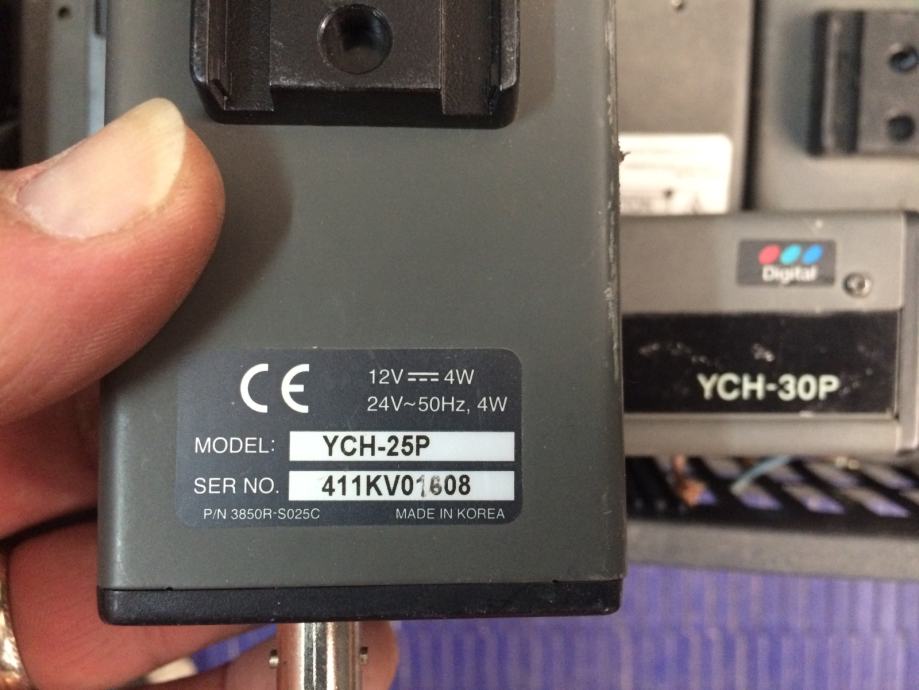 CE
12V⎓4W
24V~50Hz, 4W
MODEL: YCH-25P
SER NO. 411KV01608
P/N 3850R-S025C MADE IN KOREA
Digital
YCH-30P